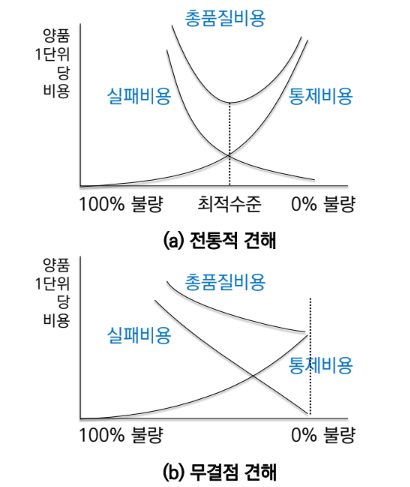 총품질비용
양품
1단위
당
비용
실패비용
통제비용
100% 불량
최적수준
0% 불량
(a) 전통적 견해
양품
1단위
당
비용
총품질비용
실패비용
통제비용
100% 불량
0% 불량
(b) 무결점 견해